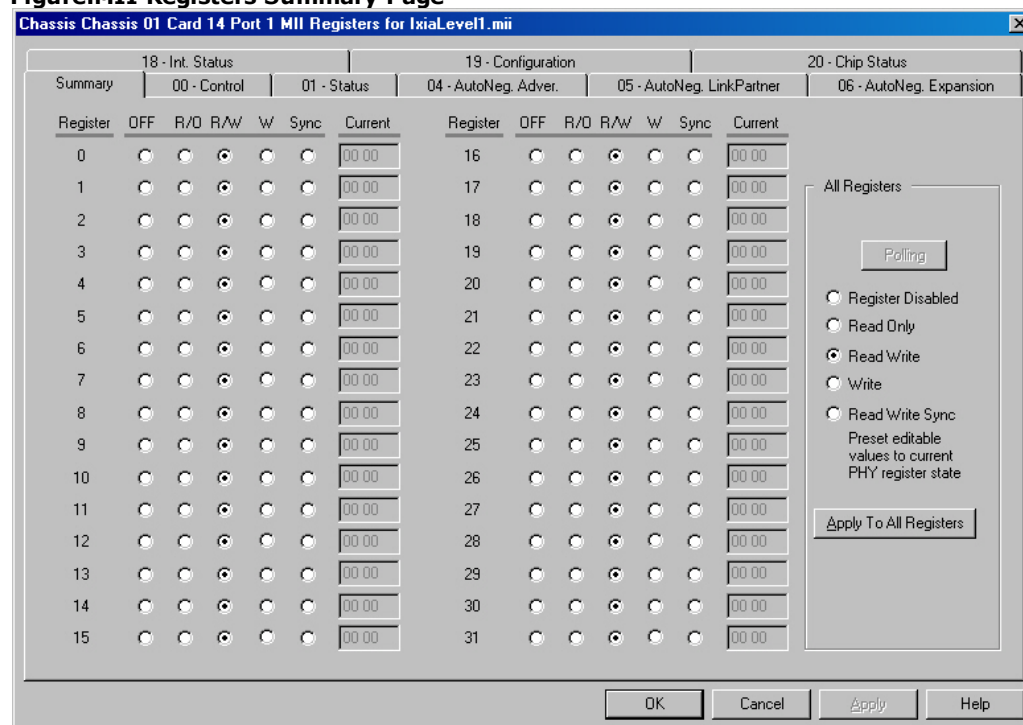 Figure:MII Registers Summary Page
Chassis Chassis 01 Card 14 Port 1 MII Registers for IxiaLevel1.mii
18 - Int. Status 19 - Configuration 20 - Chip Status
Summary 00 - Control 01 - Status 04 - AutoNeg. Adver. 05 - AutoNeg. LinkPartner 06 - AutoNeg. Expansion
Register OFF R/O R/W W Sync Current Register OFF R/O R/W W Sync Current
0 00 00 16 00 00
1 00 00 17 00 00
2 00 00 18 00 00
3 00 00 19 00 00
4 00 00 20 00 00
5 00 00 21 00 00
6 00 00 22 00 00
7 00 00 23 00 00
8 00 00 24 00 00
9 00 00 25 00 00
10 00 00 26 00 00
11 00 00 27 00 00
12 00 00 28 00 00
13 00 00 29 00 00
14 00 00 30 00 00
15 00 00 31 00 00
All Registers
Polling
Register Disabled
Read Only
Read Write
Write
Read Write Sync
Preset editable
values to current
PHY register state
Apply To All Registers
OK Cancel Apply Help